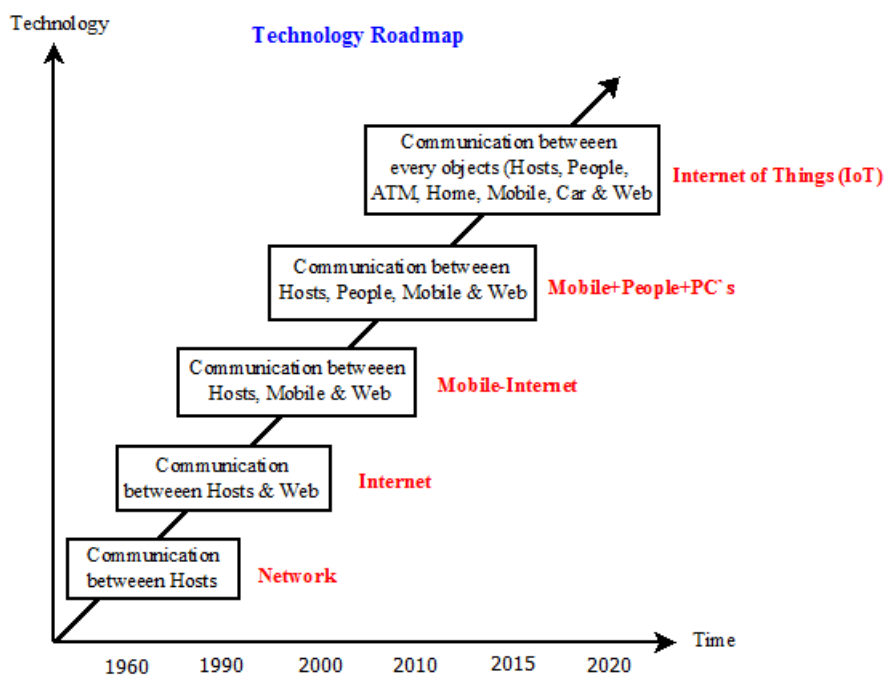 Technology
Technology Roadmap
Communication betweeen
every objects (Hosts, People,
ATM, Home, Mobile, Car & Web
Internet of Things (IoT)
Communication betweeen
Hosts, People, Mobile & Web
Mobile+People+PC`s
Communication betweeen
Hosts, Mobile & Web
Mobile-Internet
Communication
betweeen Hosts & Web
Internet
Communication
betweeen Hosts
Network
Time
1960 1990 2000 2010 2015 2020